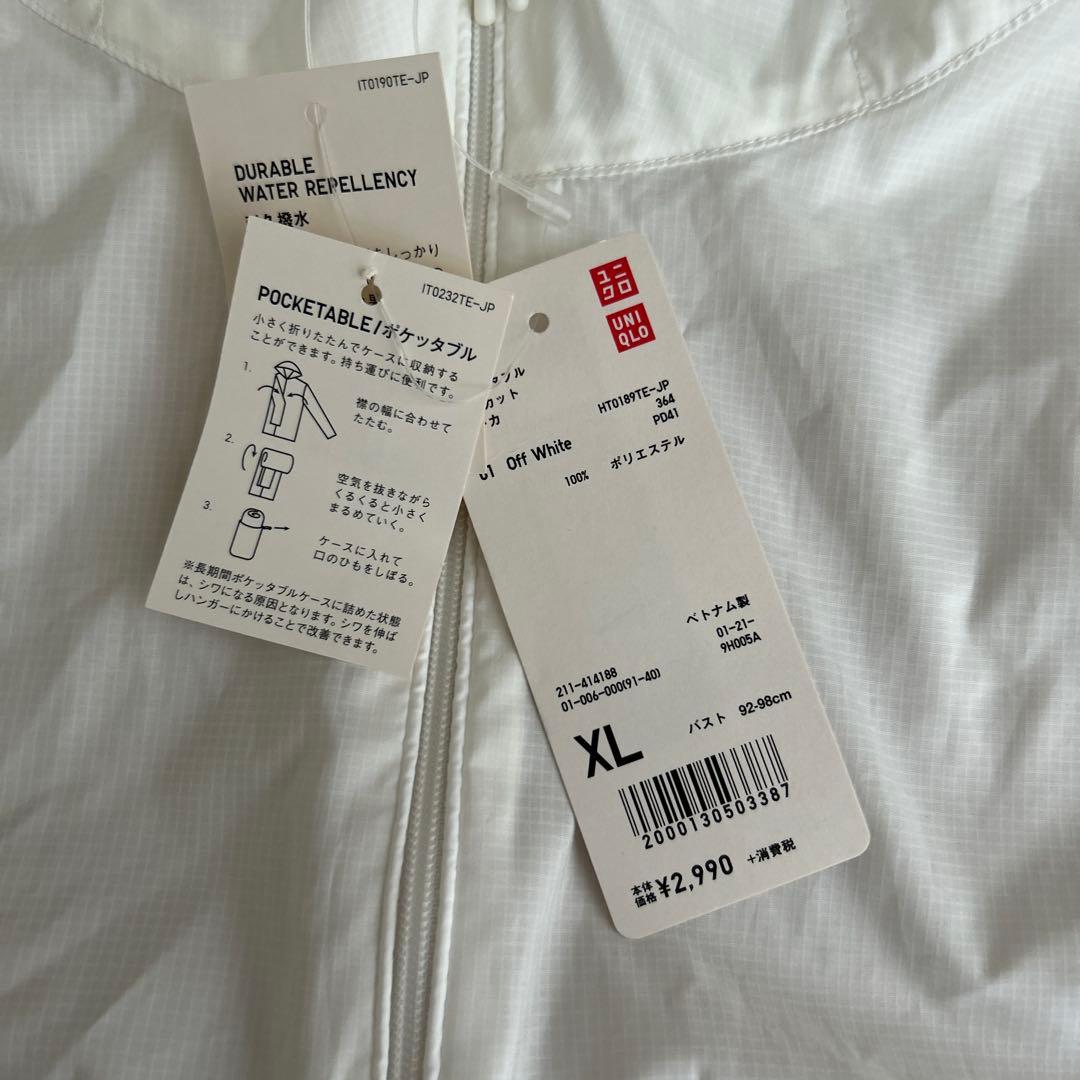 IT0190TE-JP
DURABLE
WATER REPELLENCY
撥水
しっかり
IT0232TE-JP
POCKETABLE/ポケッタブル
小さく折りたたんでケースに収納する
ことができます。持ち運びに便利です。
1.
襟の幅に合わせて
たたむ。
2.
空気を抜きながら
くるくると小さく
まるめていく。
3.
ケースに入れて
口のひもをしぼる。
※長期間ポケッタブルケースに詰めた状態
は、シワになる原因となります。シワを伸ば
しハンガーにかけることで改善できます。
ユニ
クロ
UNI
QLO
タブル
カット
ーカ
HT0189TE-JP
364
PD41
01 Off White
100% ポリエステル
ベトナム製
01-21-
9H005A
211-414188
01-006-000(91-40)
XL
バスト 92-98cm
2000130503387
本体
価格 ¥2,990 +消費税